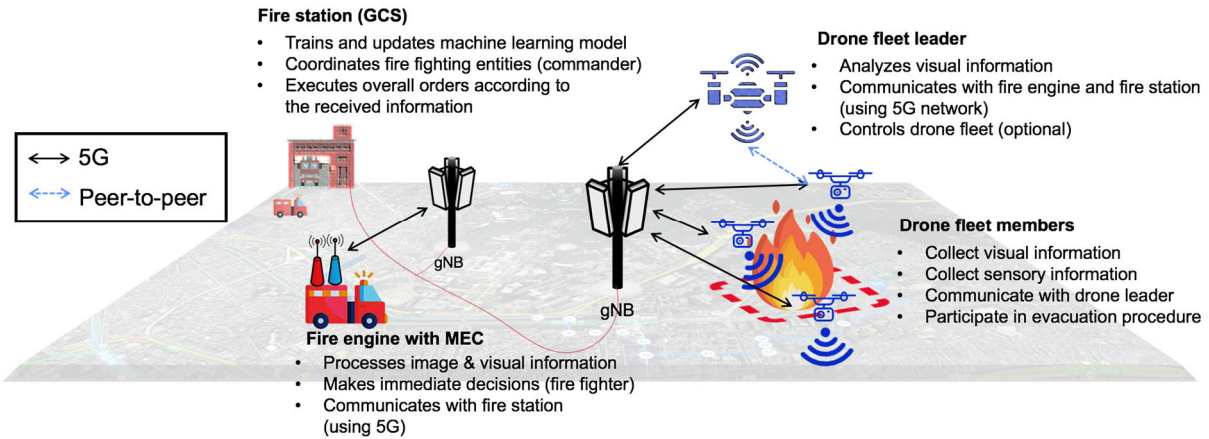 Fire station (GCS)
• Trains and updates machine learning model
• Coordinates fire fighting entities (commander)
• Executes overall orders according to
the received information
Drone fleet leader
• Analyzes visual information
• Communicates with fire engine and fire station
(using 5G network)
• Controls drone fleet (optional)
5G
Peer-to-peer
gNB
gNB
Drone fleet members
• Collect visual information
• Collect sensory information
• Communicate with drone leader
• Participate in evacuation procedure
Fire engine with MEC
• Processes image & visual information
• Makes immediate decisions (fire fighter)
• Communicates with fire station
(using 5G)